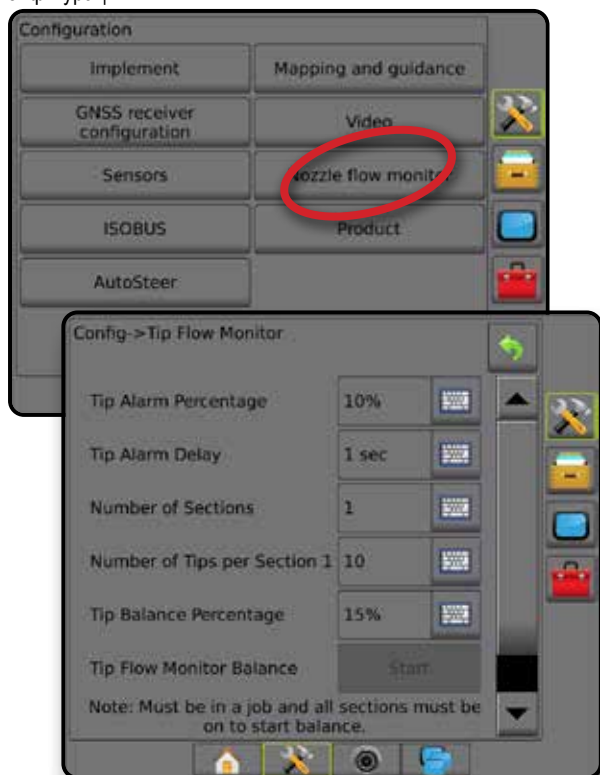 Configuration
Implement
Mapping and guidance
GNSS receiver
configuration
Video
Sensors
Nozzle flow monitor
ISOBUS
Product
AutoSteer
Config->Tip Flow Monitor
Tip Alarm Percentage
10%
Tip Alarm Delay
1 sec
Number of Sections
1
Number of Tips per Section 1
10
Tip Balance Percentage
15%
Tip Flow Monitor Balance
Start
Note: Must be in a job and all sections must be
on to start balance.